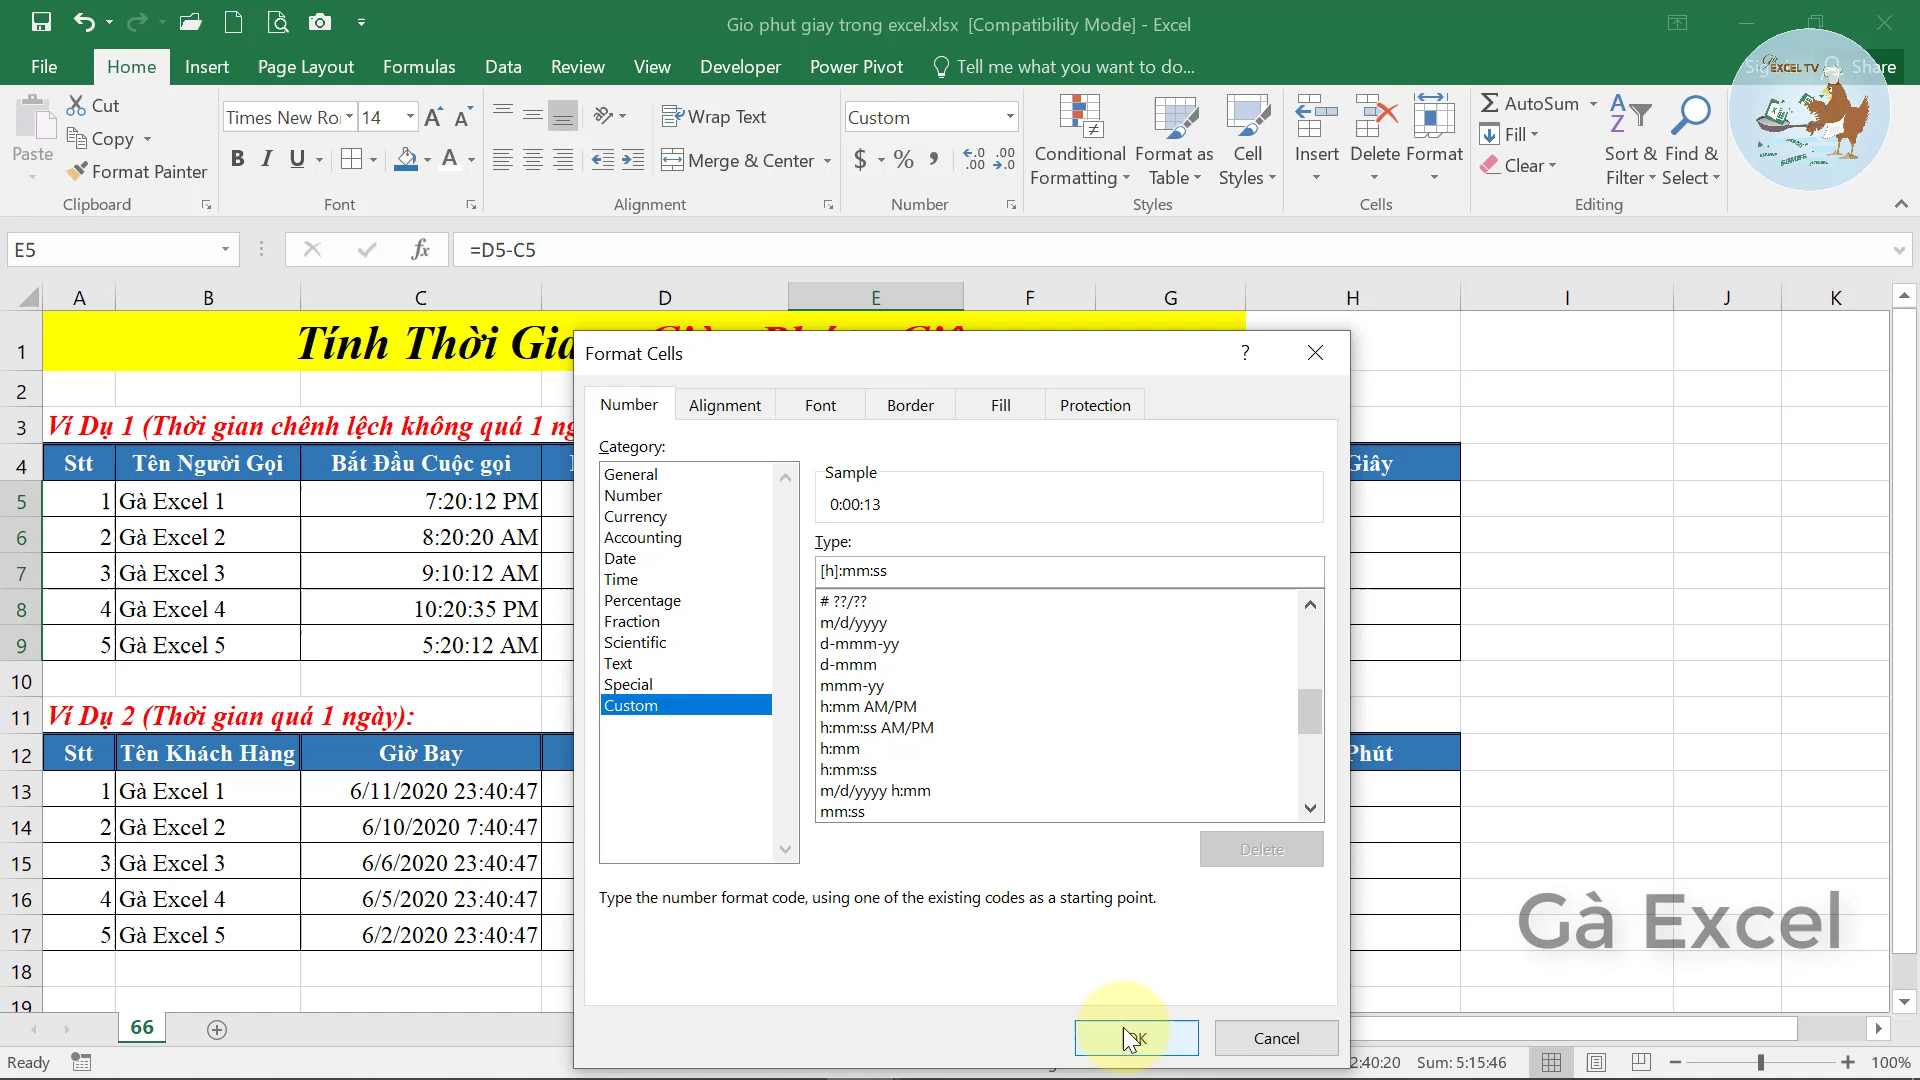 Gio phut giay trong excel.xlsx [Compatibility Mode] - Excel
File Home Insert Page Layout Formulas Data Review View Developer Power Pivot Tell me what you want to do... Share
EXCEL TV
Paste
Cut
Copy
Format Painter
Clipboard
Times New Ro 14
B I U
Font
Wrap Text
Merge & Center
Alignment
Custom
$ % ,
Number
Conditional Formatting
Format as Table
Cell Styles
Styles
Insert Delete Format
Cells
AutoSum
Fill
Clear
Sort & Filter
Find & Select
Editing
E5 fx =D5-C5
A B C D E F G H I J K
1 Tính Thời
2
3 Ví Dụ 1 (Thời gian chênh lệch không quá 1
4 Stt Tên Người Gọi Bắt Đầu Cuộc gọi Giây
5 1 Gà Excel 1 7:20:12 PM
6 2 Gà Excel 2 8:20:20 AM
7 3 Gà Excel 3 9:10:12 AM
8 4 Gà Excel 4 10:20:35 PM
9 5 Gà Excel 5 5:20:12 AM
10
11 Ví Dụ 2 (Thời gian quá 1 ngày):
12 Stt Tên Khách Hàng Giờ Bay Phút
13 1 Gà Excel 1 6/11/2020 23:40:47
14 2 Gà Excel 2 6/10/2020 7:40:47
15 3 Gà Excel 3 6/6/2020 23:40:47
16 4 Gà Excel 4 6/5/2020 23:40:47
17 5 Gà Excel 5 6/2/2020 23:40:47
18
19
Format Cells ?
Number Alignment Font Border Fill Protection
Category:
General
Number
Currency
Accounting
Date
Time
Percentage
Fraction
Scientific
Text
Special
Custom
Sample
0:00:13
Type:
[h]:mm:ss
# ??/??
m/d/yyyy
d-mmm-yy
d-mmm
mmm-yy
h:mm AM/PM
h:mm:ss AM/PM
h:mm
h:mm:ss
m/d/yyyy h:mm
mm:ss
Delete
Type the number format code, using one of the existing codes as a starting point.
OK Cancel
Gà Excel
66
Ready
2:40:20 Sum: 5:15:46 100%